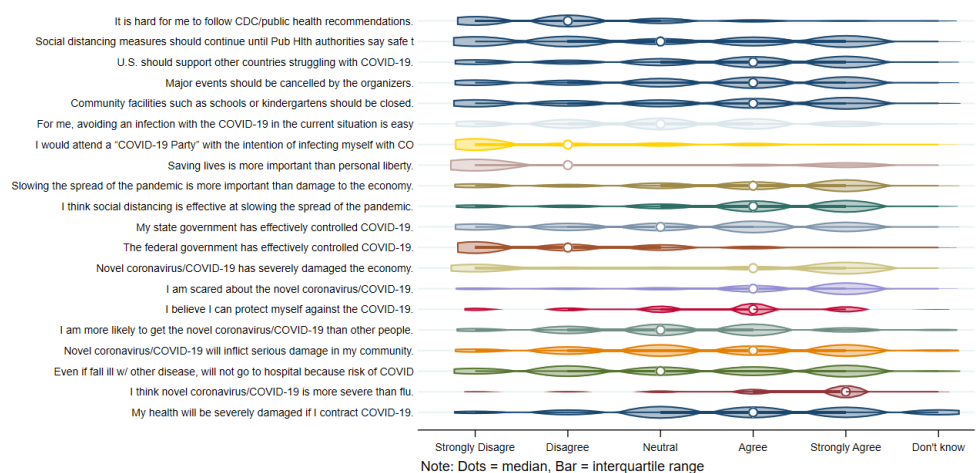 It is hard for me to follow CDC/public health recommendations.
Social distancing measures should continue until Pub Hlth authorities say safe t
U.S. should support other countries struggling with COVID-19.
Major events should be cancelled by the organizers.
Community facilities such as schools or kindergartens should be closed.
For me, avoiding an infection with the COVID-19 in the current situation is easy
I would attend a “COVID-19 Party” with the intention of infecting myself with CO
Saving lives is more important than personal liberty.
Slowing the spread of the pandemic is more important than damage to the economy.
I think social distancing is effective at slowing the spread of the pandemic.
My state government has effectively controlled COVID-19.
The federal government has effectively controlled COVID-19.
Novel coronavirus/COVID-19 has severely damaged the economy.
I am scared about the novel coronavirus/COVID-19.
I believe I can protect myself against the COVID-19.
I am more likely to get the novel coronavirus/COVID-19 than other people.
Novel coronavirus/COVID-19 will inflict serious damage in my community.
Even if fall ill w/ other disease, will not go to hospital because risk of COVID
I think novel coronavirus/COVID-19 is more severe than flu.
My health will be severely damaged if I contract COVID-19.
Strongly Disagre Disagree Neutral Agree Strongly Agree Don't know
Note: Dots = median, Bar = interquartile range